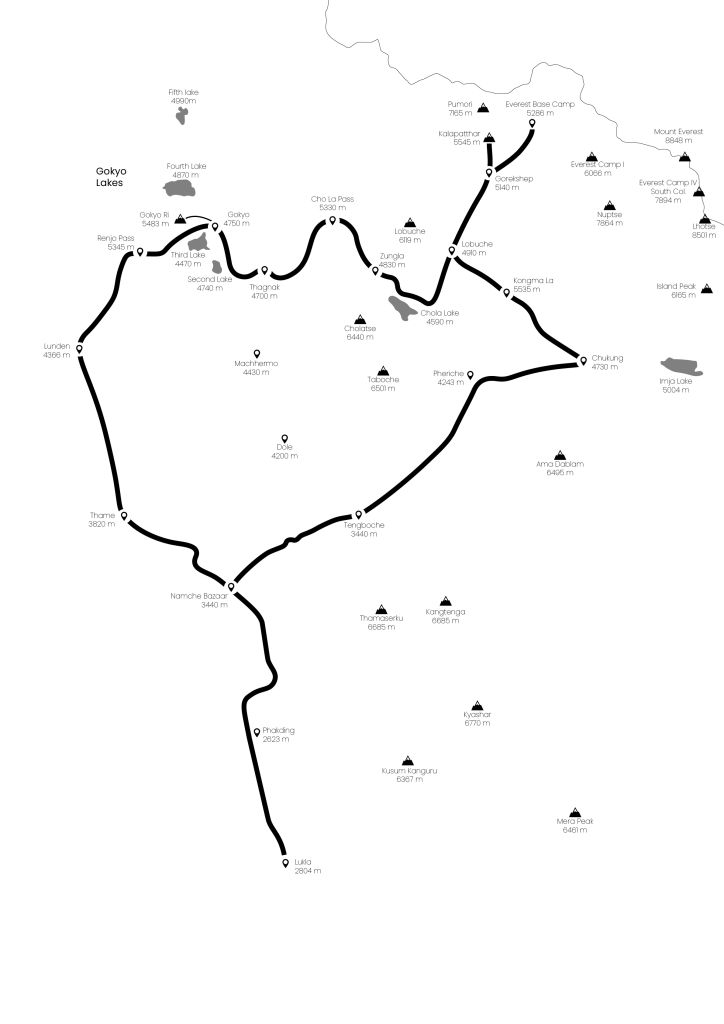 Fifth lake
4990m
Pumori
7165 m
Everest Base Camp
5286 m
Kalapatthar
5545 m
Mount Everest
8848 m
Gokyo
Lakes
Fourth Lake
4870 m
Everest Camp I
6066 m
Gorekshep
5140 m
Everest Camp IV
South Col.
7894 m
Cho La Pass
5330 m
Gokyo Ri
5483 m
Gokyo
4750 m
Nuptse
7864 m
Lhotse
8501 m
Renjo Pass
5345 m
Lobuche
6119 m
Lobuche
4910 m
Third Lake
4470 m
Zungla
4830 m
Second Lake
4740 m
Thagnak
4700 m
Kongma La
5535 m
Island Peak
6165 m
Chola Lake
4590 m
Cholatse
6440 m
Lunden
4366 m
Machhermo
4430 m
Chukung
4730 m
Pheriche
4243 m
Taboche
6501 m
Imja Lake
5004 m
Dole
4200 m
Ama Dablam
6495 m
Thame
3820 m
Tengboche
3440 m
Namche Bazaar
3440 m
Thamaserku
6685 m
Kangtenga
6685 m
Kyashar
6770 m
Phakding
2623 m
Kusum Kanguru
6367 m
Mera Peak
6461 m
Lukla
2804 m